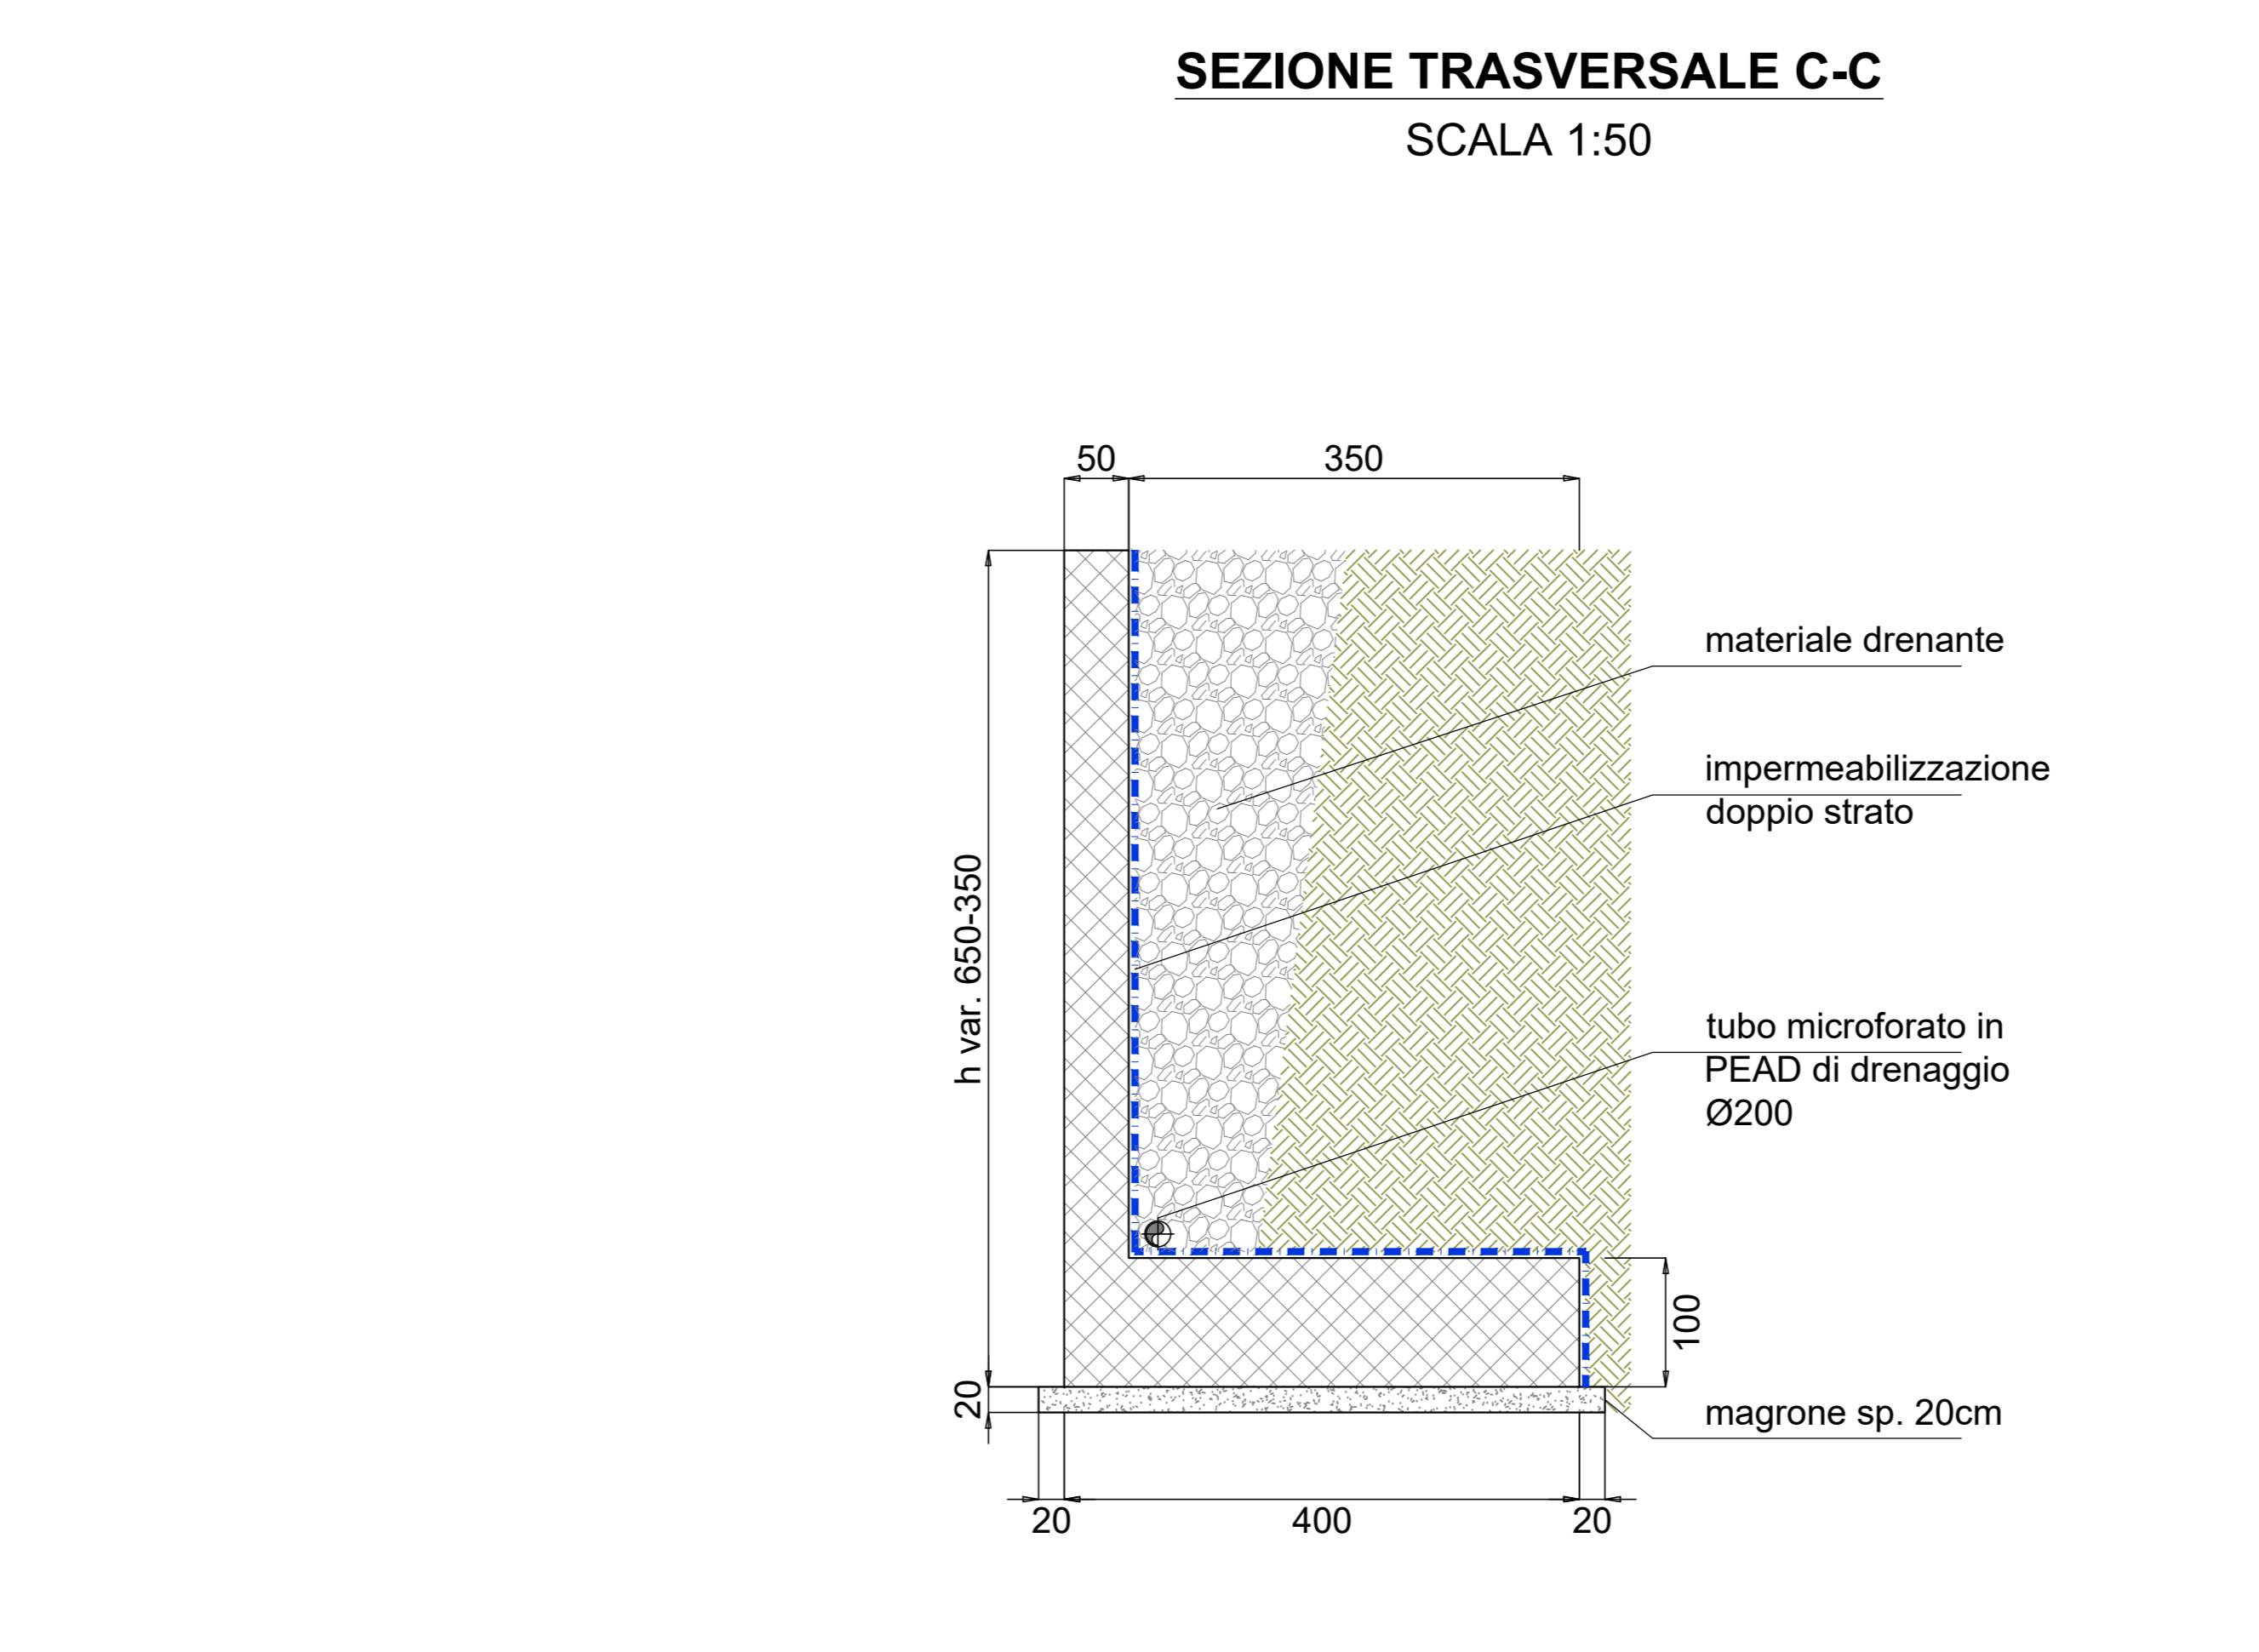 SEZIONE TRASVERSALE C-C
SCALA 1:50
50
350
materiale drenante
impermeabilizzazione
doppio strato
h var. 650-350
tubo microforato in
PEAD di drenaggio
Ø200
100
20
magrone sp. 20cm
20
400
20